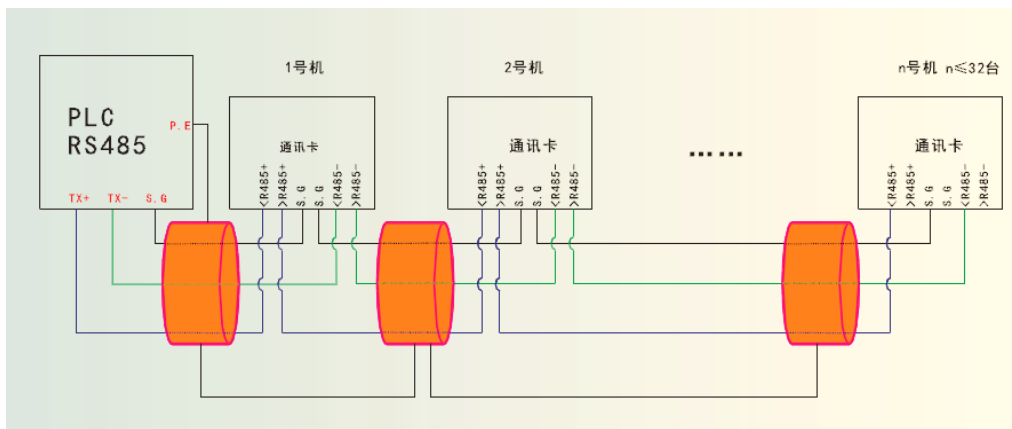 1号机
2号机
n号机 n≤32台
PLC
RS485
P.E
TX+ TX- S.G
通讯卡
<R485+
>R485+
S.G
S.G
<R485-
>R485-
通讯卡
<R485+
>R485+
S.G
S.G
<R485-
>R485-
……
通讯卡
<R485+
>R485+
S.G
S.G
<R485-
>R485-